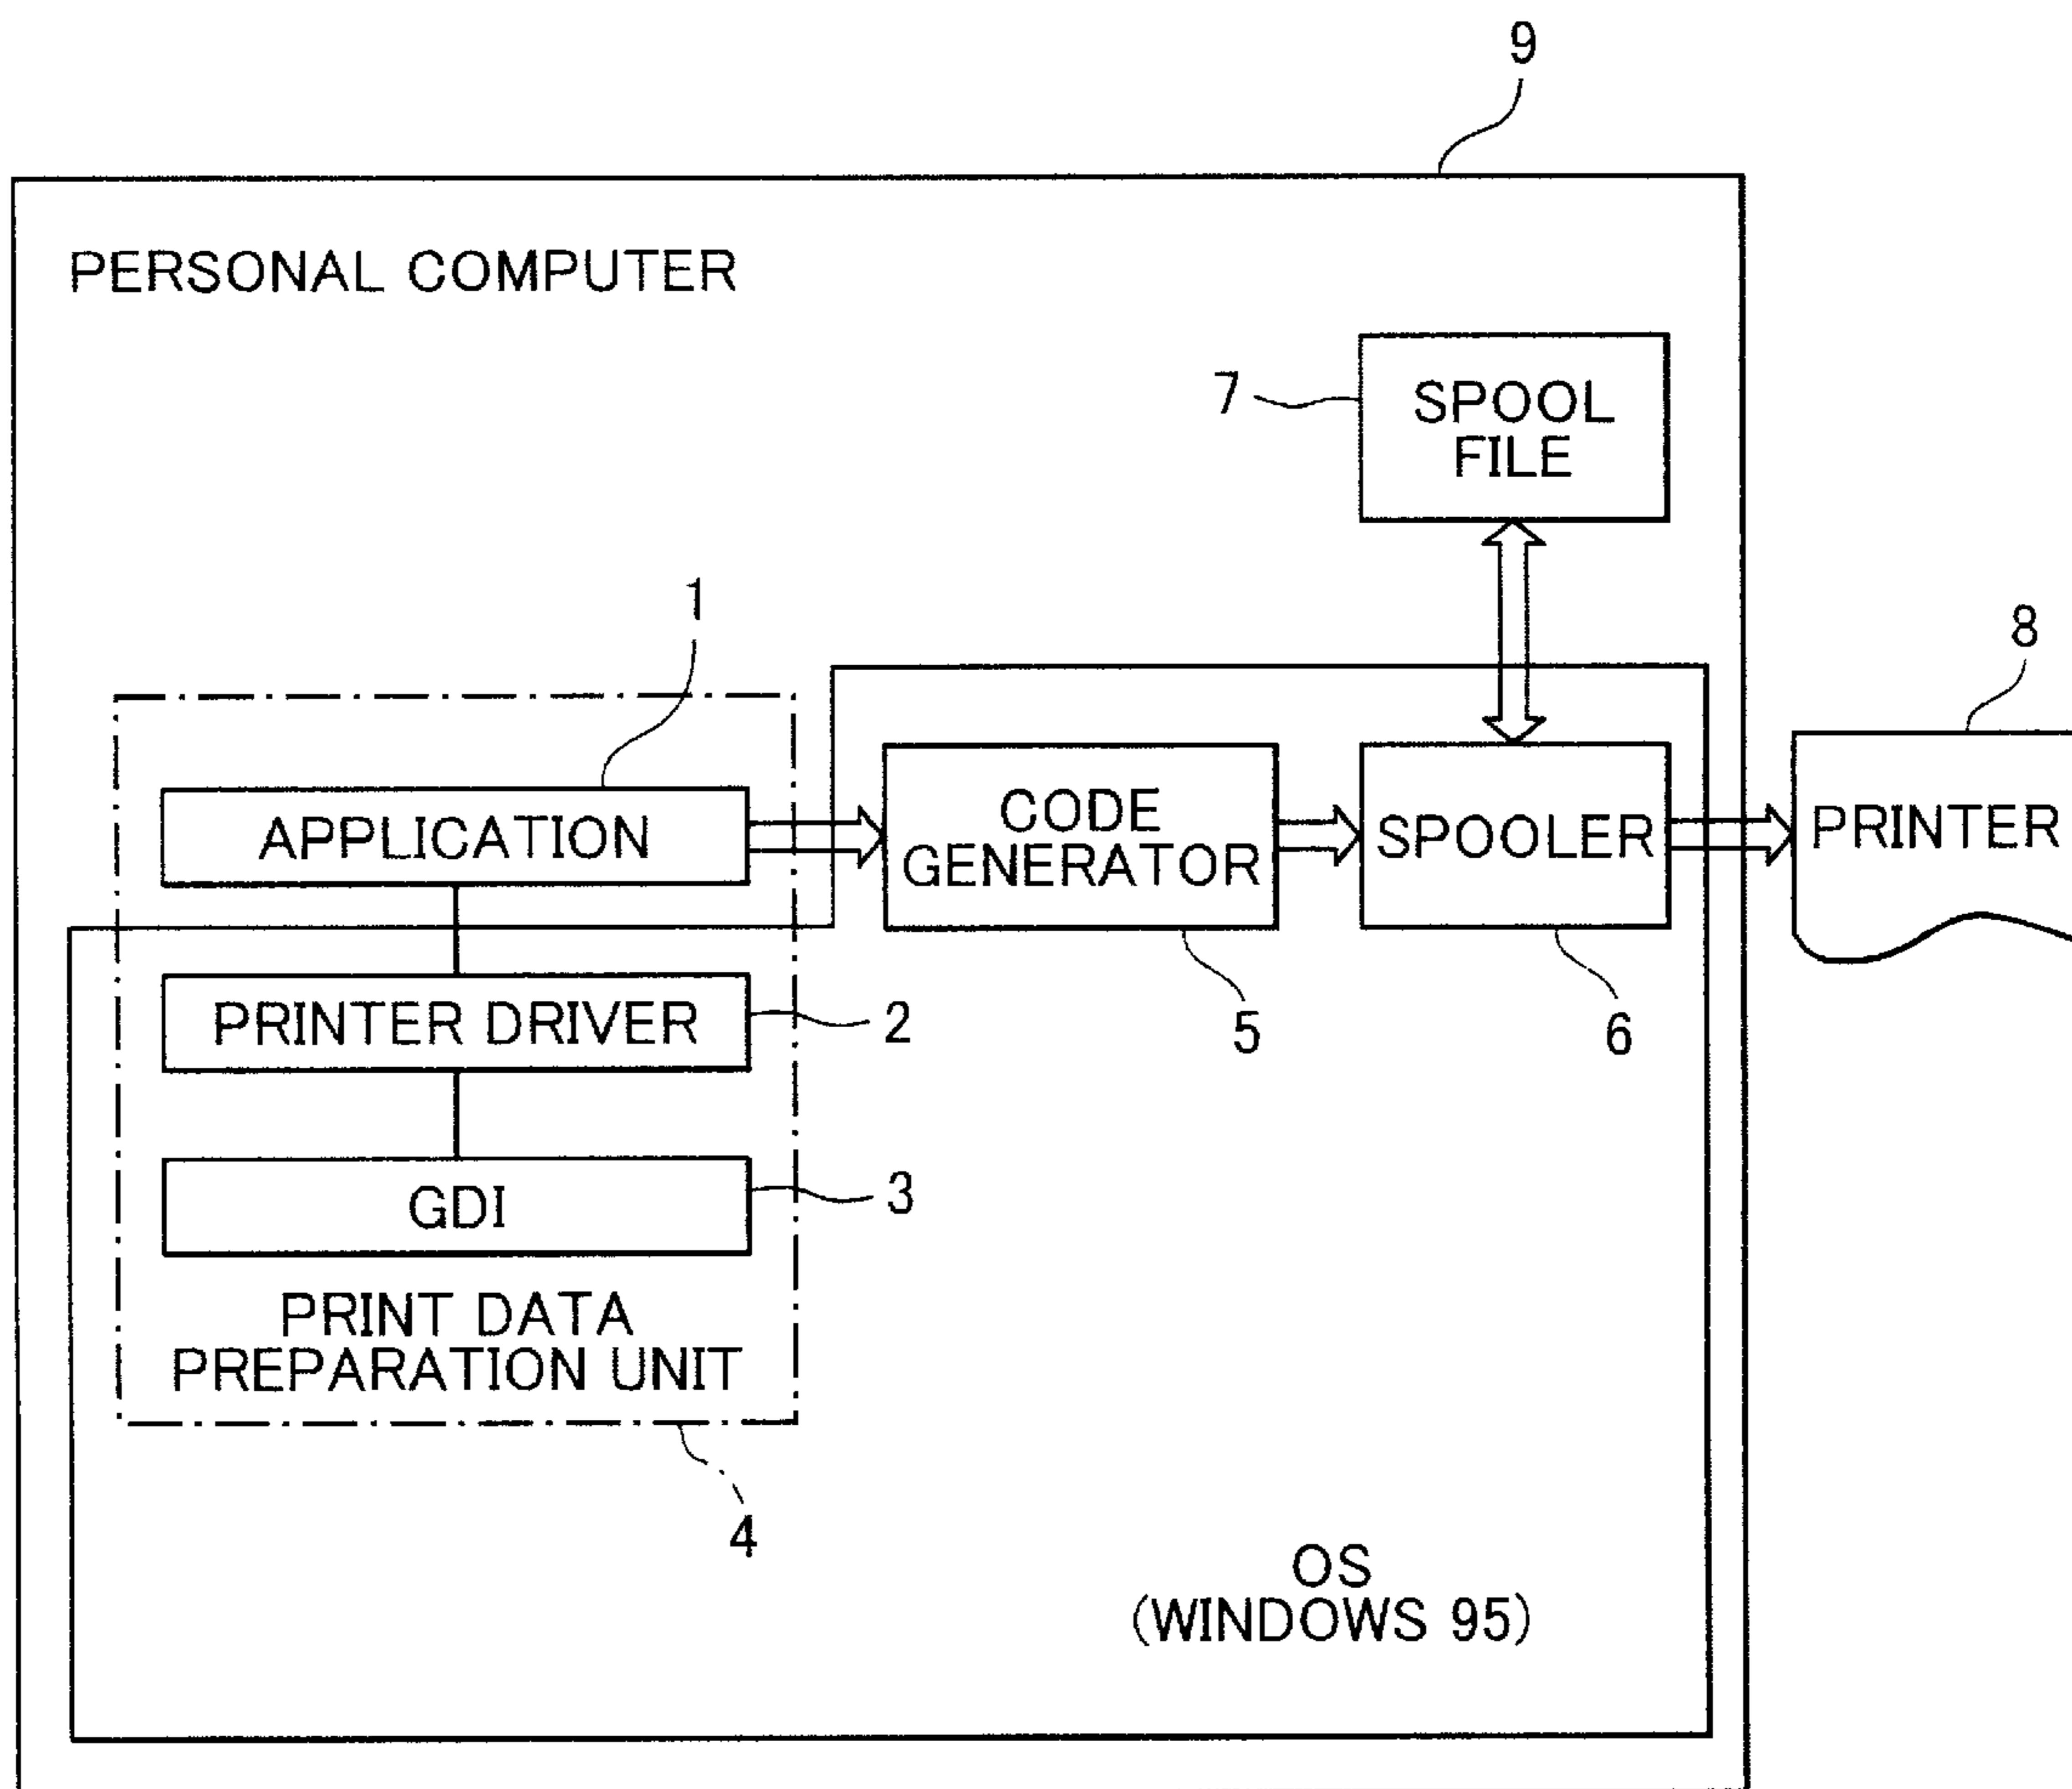 9
PERSONAL COMPUTER
7
SPOOL
FILE
1
8
APPLICATION
CODE
GENERATOR
SPOOLER
PRINTER
PRINTER DRIVER
2
5
6
GDI
3
PRINT DATA
PREPARATION UNIT
4
OS
(WINDOWS 95)